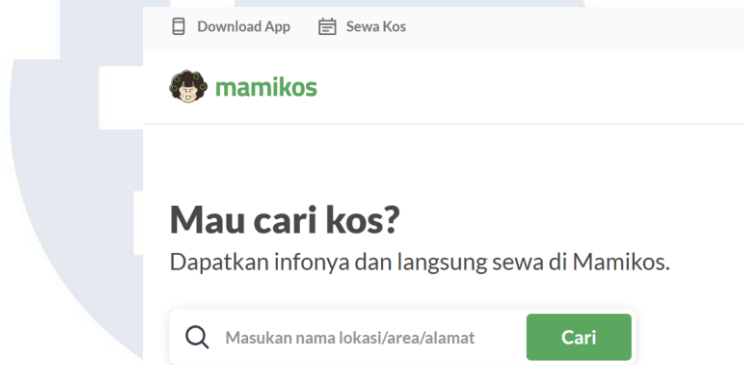 Download App Sewa Kos
mamikos
Mau cari kos?
Dapatkan infonya dan langsung sewa di Mamikos.
Masukan nama lokasi/area/alamat Cari